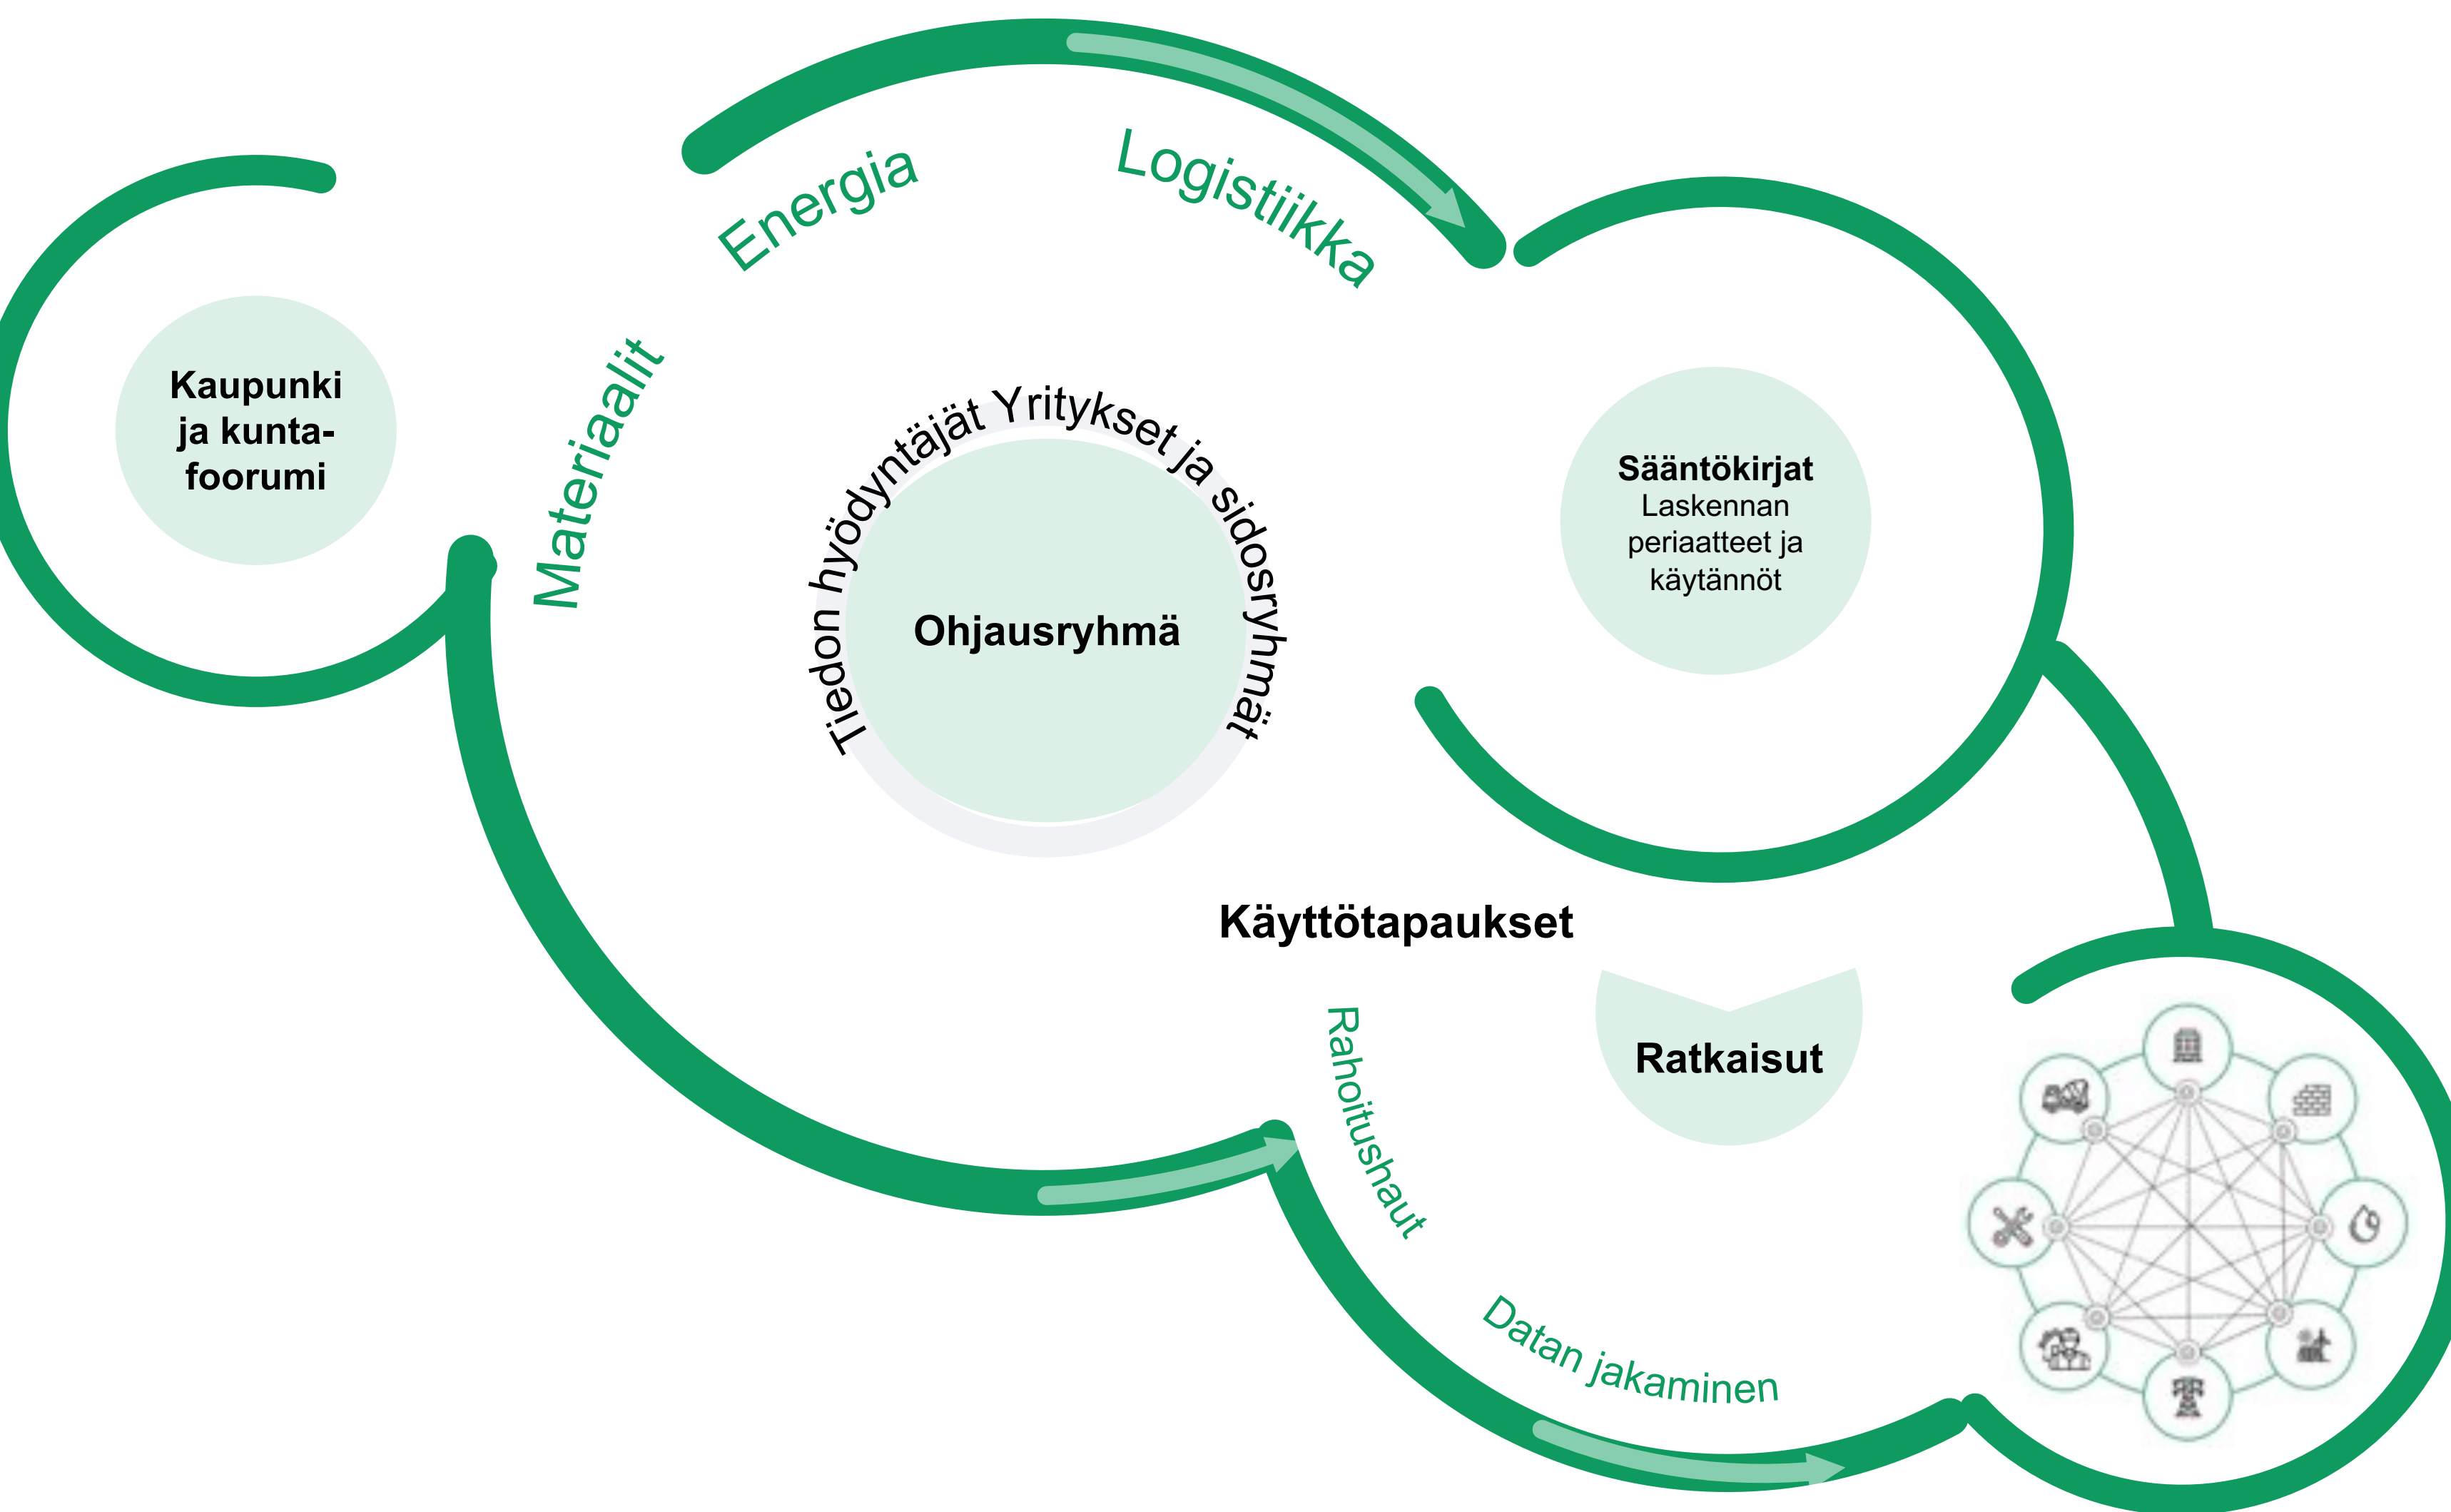 Energia
Logistiikka
Materiaalit
Kaupunki
ja kunta-
foorumi
Tiedon hyödyntäjät Yritykset ja sidosryhmät
Ohjausryhmä
Sääntökirjat
Laskennan
periaatteet ja
käytännöt
Käyttötapaukset
Ratkaisut
Rahoitushaut
Datan jakaminen